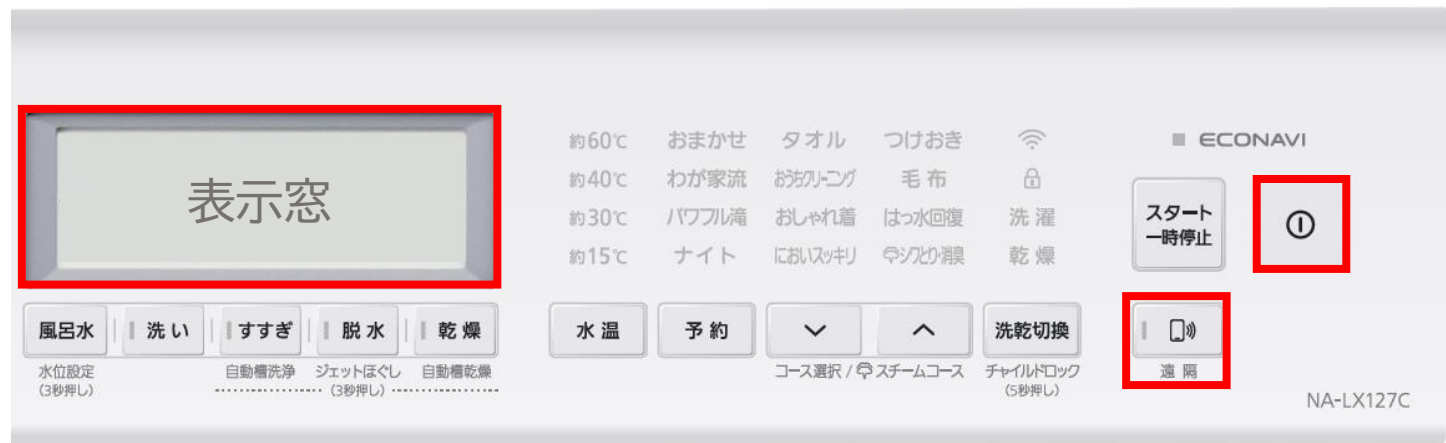 表示窓
約60℃ おまかせ タオル つけおき
約40℃ わが家流 おうちクリーニング 毛布
約30℃ パワフル滝 おしゃれ着 はっ水回復 洗濯
約15℃ ナイト においスッキリ シワとり・消臭 乾燥
ECONAVI
スタート
一時停止
風呂水 洗い すすぎ 脱水 乾燥 水温 予約 洗乾切換
水位設定 自動槽洗浄 ジェットほぐし 自動槽乾燥 コース選択 / スチームコース チャイルドロック 遠隔
(3秒押し) (3秒押し) (5秒押し)
NA-LX127C